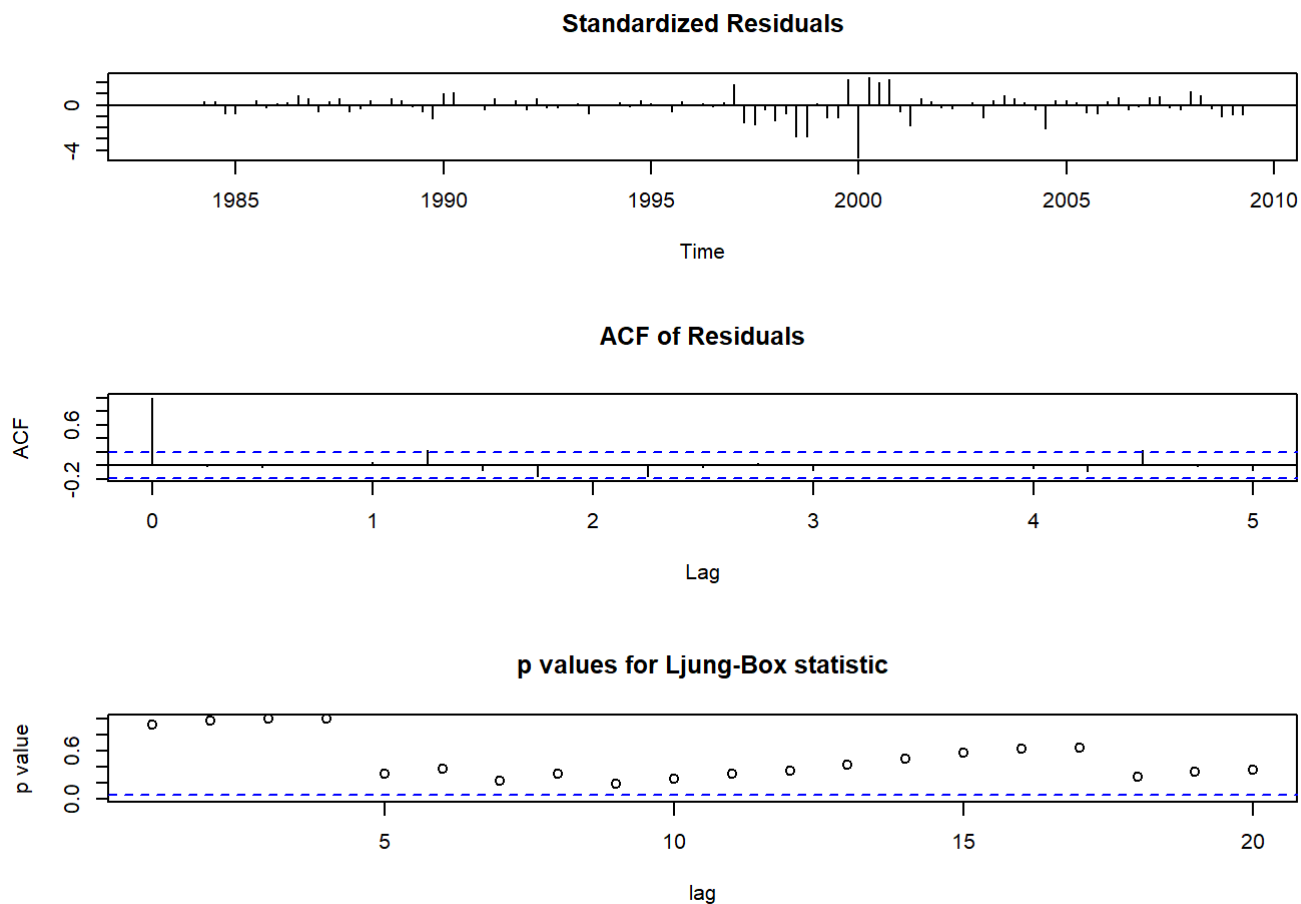 Standardized Residuals
0
-4
1985 1990 1995 2000 2005 2010
Time
ACF of Residuals
ACF
0.6
-0.2
0 1 2 3 4 5
Lag
p values for Ljung-Box statistic
p value
0.6
0.0
5 10 15 20
lag